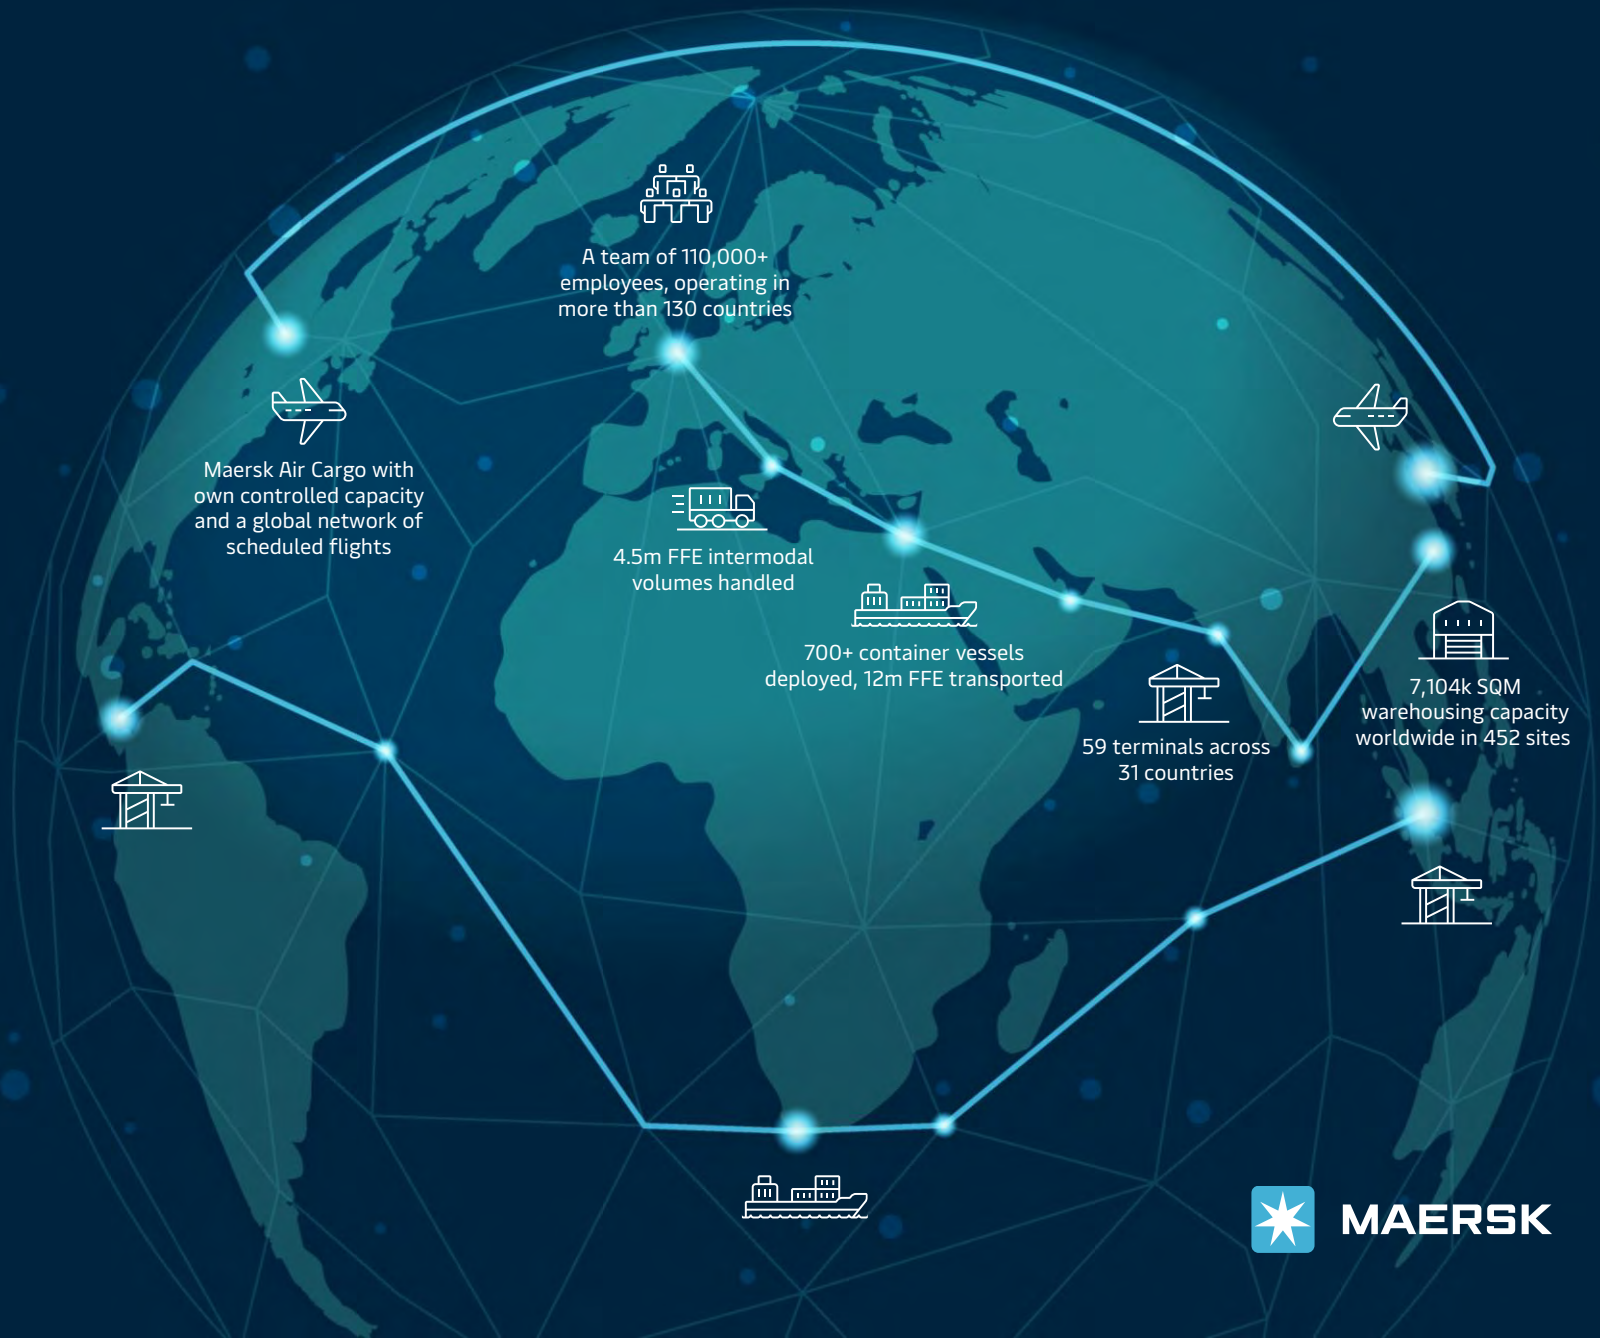 A team of 110,000+
employees, operating in
more than 130 countries
Maersk Air Cargo with
own controlled capacity
and a global network of
scheduled flights
4.5m FFE intermodal
volumes handled
700+ container vessels
deployed, 12m FFE transported
59 terminals across
31 countries
7,104k SQM
warehousing capacity
worldwide in 452 sites
MAERSK